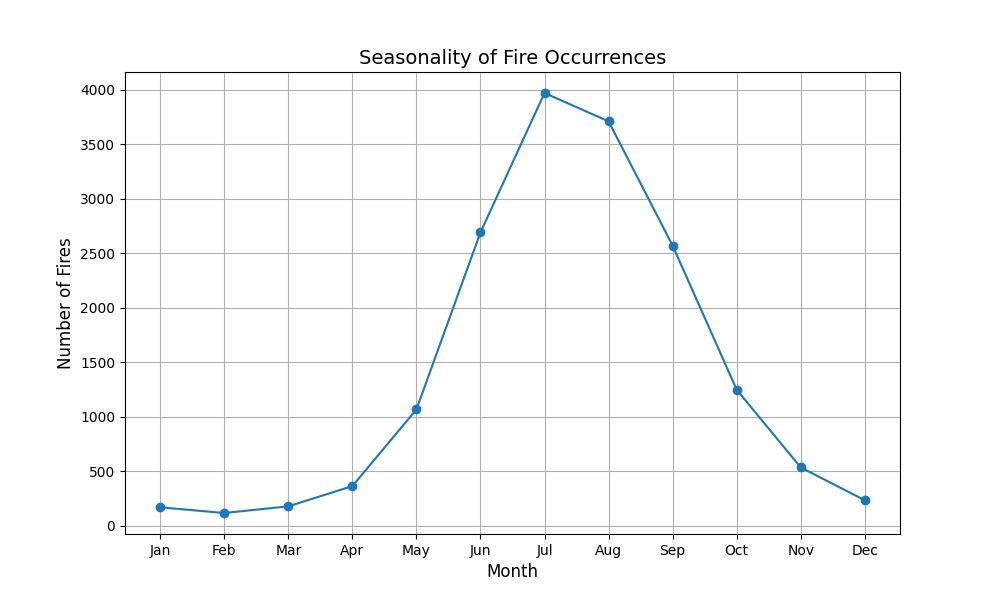 Seasonality of Fire Occurrences
Number of Fires
4000
3500
3000
2500
2000
1500
1000
500
0
Jan Feb Mar Apr May Jun Jul Aug Sep Oct Nov Dec
Month